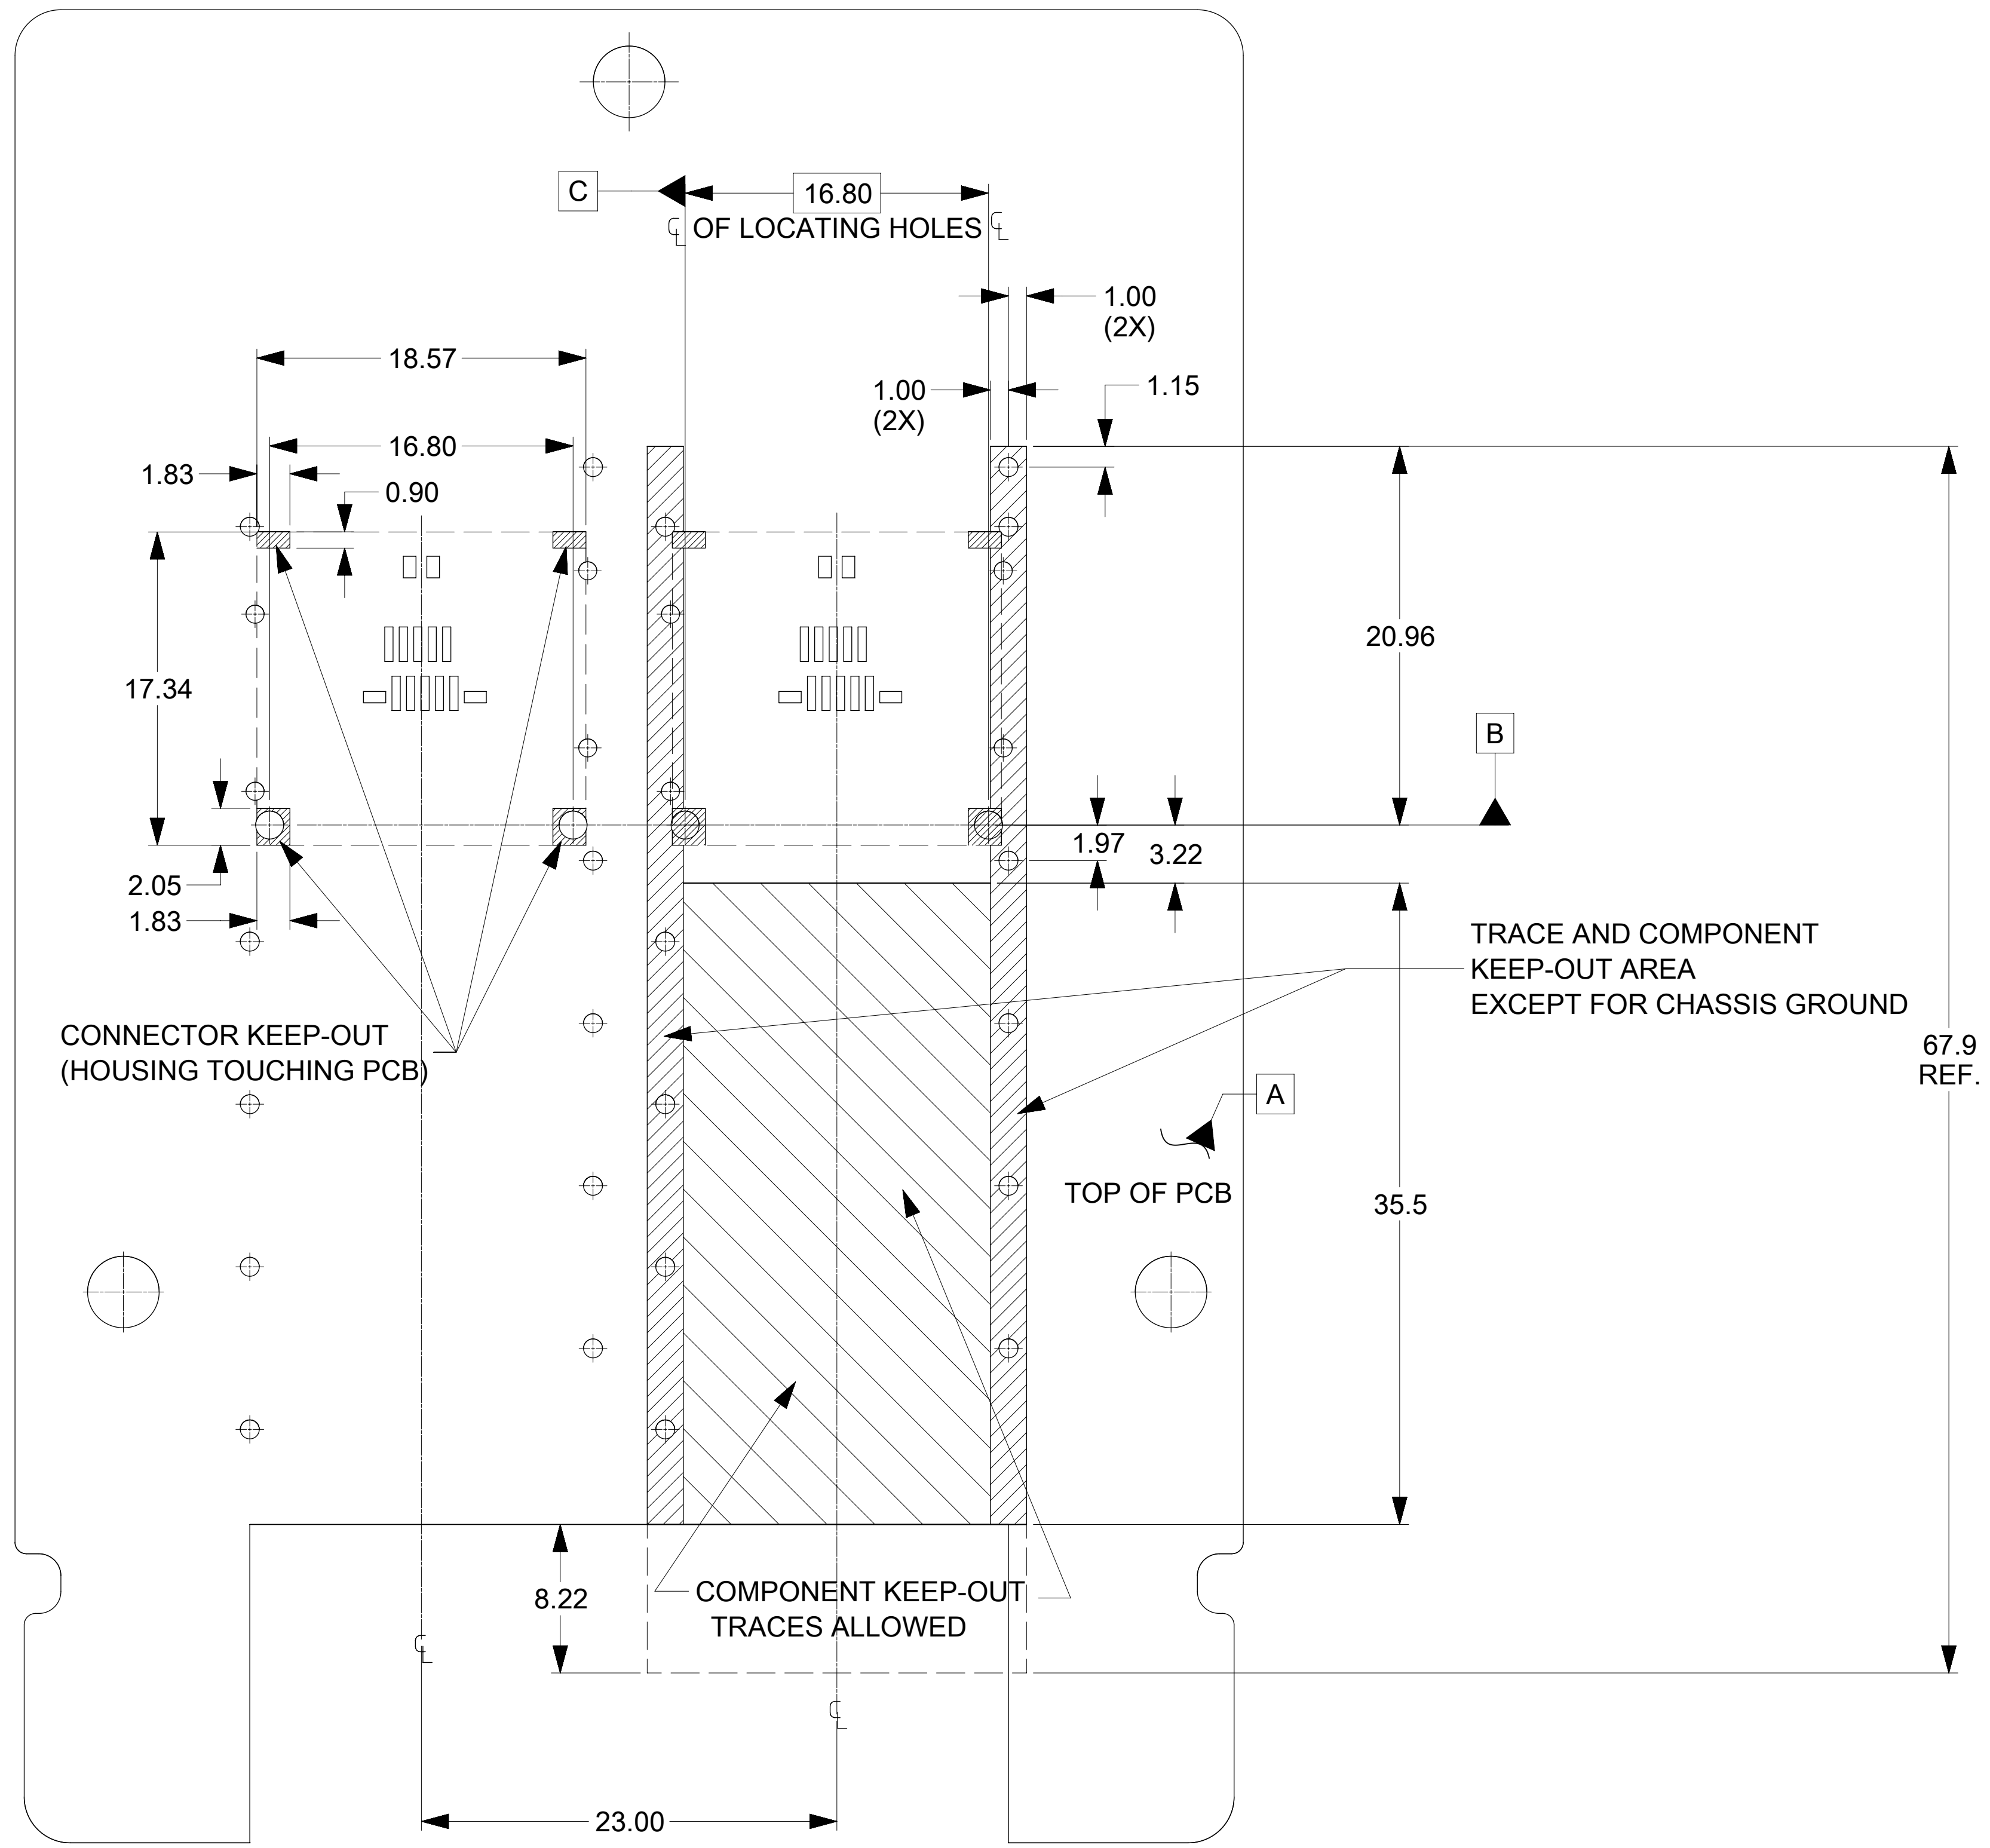 C
16.80
℄ OF LOCATING HOLES ℄
1.00
(2X)
18.57
1.00
(2X)
1.15
16.80
1.83
0.90
20.96
17.34
B
1.97
3.22
2.05
1.83
TRACE AND COMPONENT
KEEP-OUT AREA
EXCEPT FOR CHASSIS GROUND
CONNECTOR KEEP-OUT
(HOUSING TOUCHING PCB)
67.9
REF.
A
TOP OF PCB
35.5
8.22
COMPONENT KEEP-OUT
TRACES ALLOWED
℄
℄
23.00